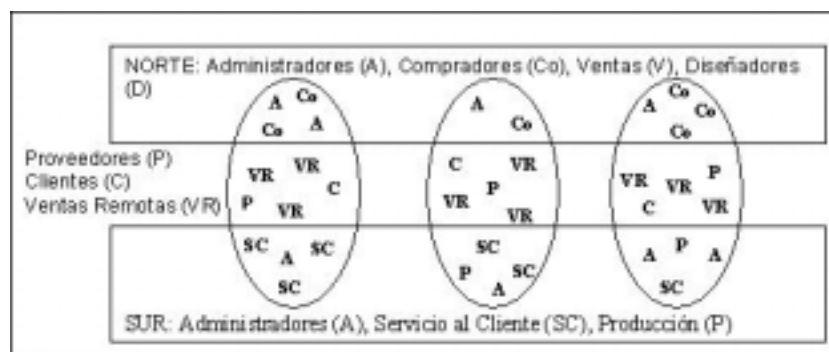 NORTE: Administradores (A), Compradores (Co), Ventas (V), Diseñadores
(D)
A Co A Co
Co A Co A Co Co
Co
Proveedores (P)
Clientes (C)
Ventas Remotas (VR)
VR VR C VR P
VR C P VR VR
P VR VR VR C VR
SC SC SC A P A
A P SC
SC A SC
SUR: Administradores (A), Servicio al Cliente (SC), Producción (P)